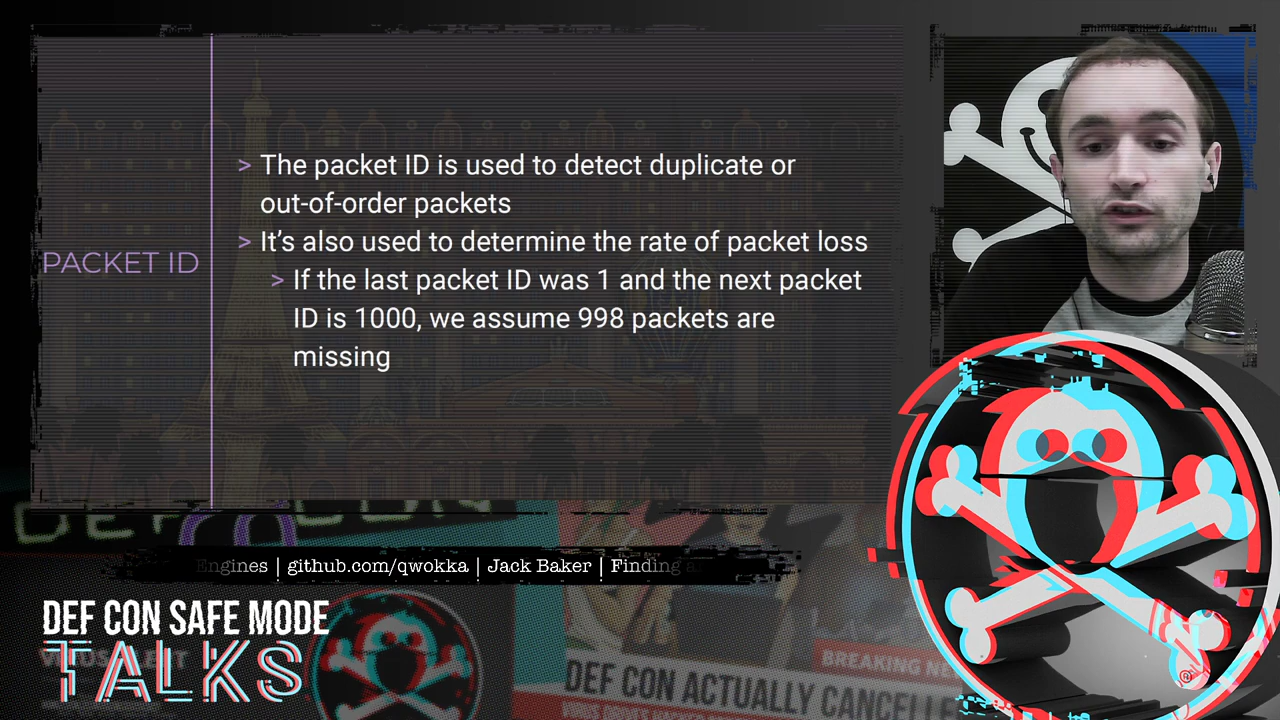 PACKET ID
> The packet ID is used to detect duplicate or
out-of-order packets
> It’s also used to determine the rate of packet loss
> If the last packet ID was 1 and the next packet
ID is 1000, we assume 998 packets are
missing
DEF CON
Engines | github.com/qwokka | Jack Baker | Finding a
DEF CON SAFE MODE
TALKS
BREAKING NE
DEF CON ACTUALLY CANCELLE